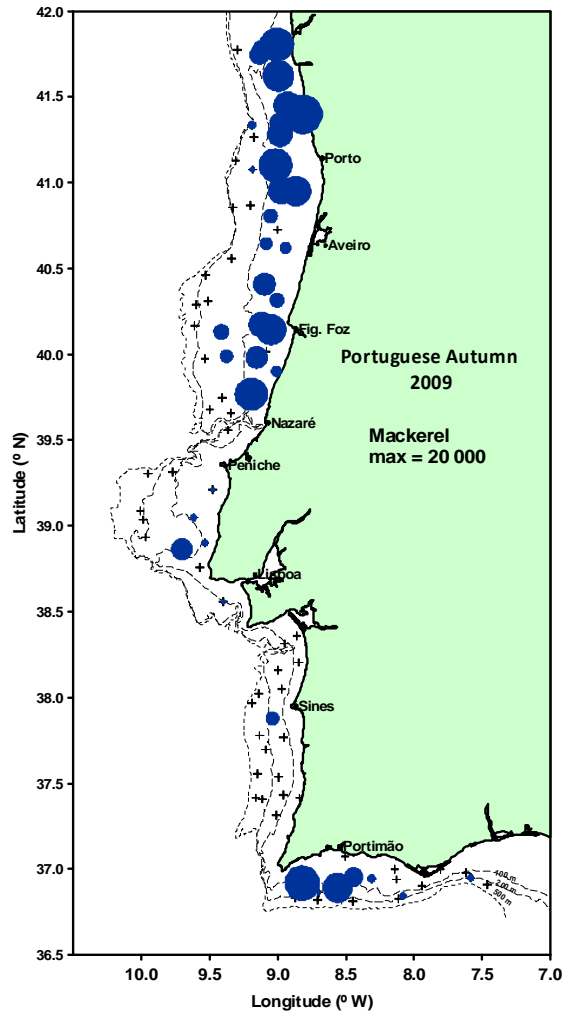 42.0
41.5
41.0
40.5
40.0
39.5
39.0
38.5
38.0
37.5
37.0
36.5
Latitude (º N)
Porto
Aveiro
Fig. Foz
Portuguese Autumn
2009
Nazaré
Mackerel
max = 20 000
Peniche
Lisboa
Sines
Portimão
100 m
200 m
500 m
10.0 9.5 9.0 8.5 8.0 7.5 7.0
Longitude (º W)